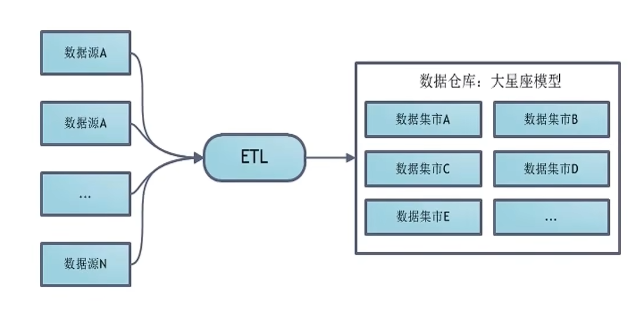 数据源A
数据源A
...
数据源N
ETL
数据仓库：大星座模型
数据集市A
数据集市B
数据集市C
数据集市D
数据集市E
...